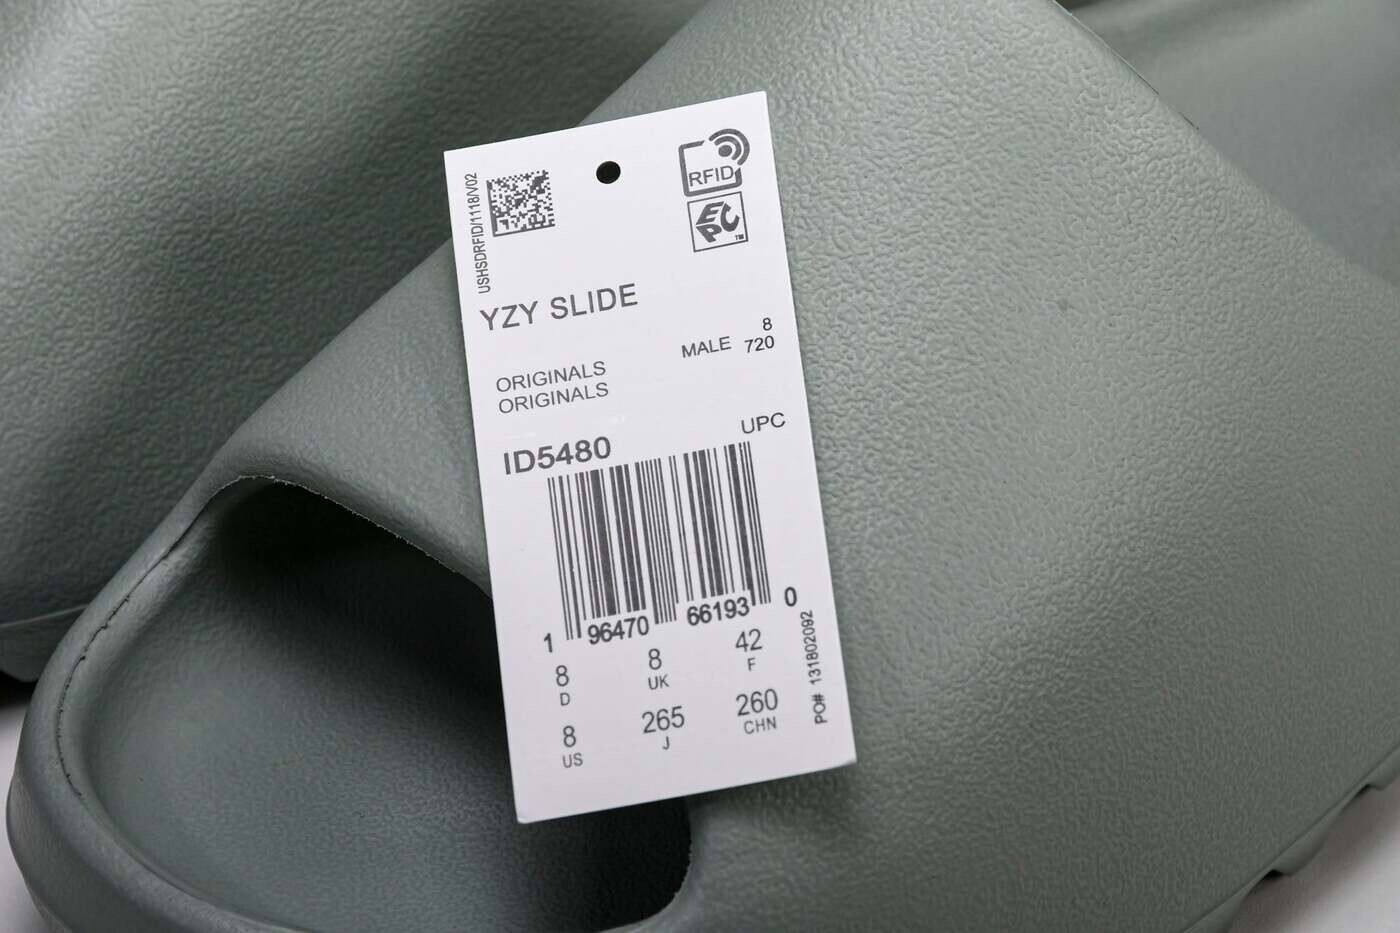 USHSDRFID/1118/V02
RFID
EPC
TM
YZY SLIDE
8
MALE 720
ORIGINALS
ORIGINALS
UPC
ID5480
1 96470 66193 0
8 8 42
D UK F
8 265 260
US J CHN
PO# 131802092